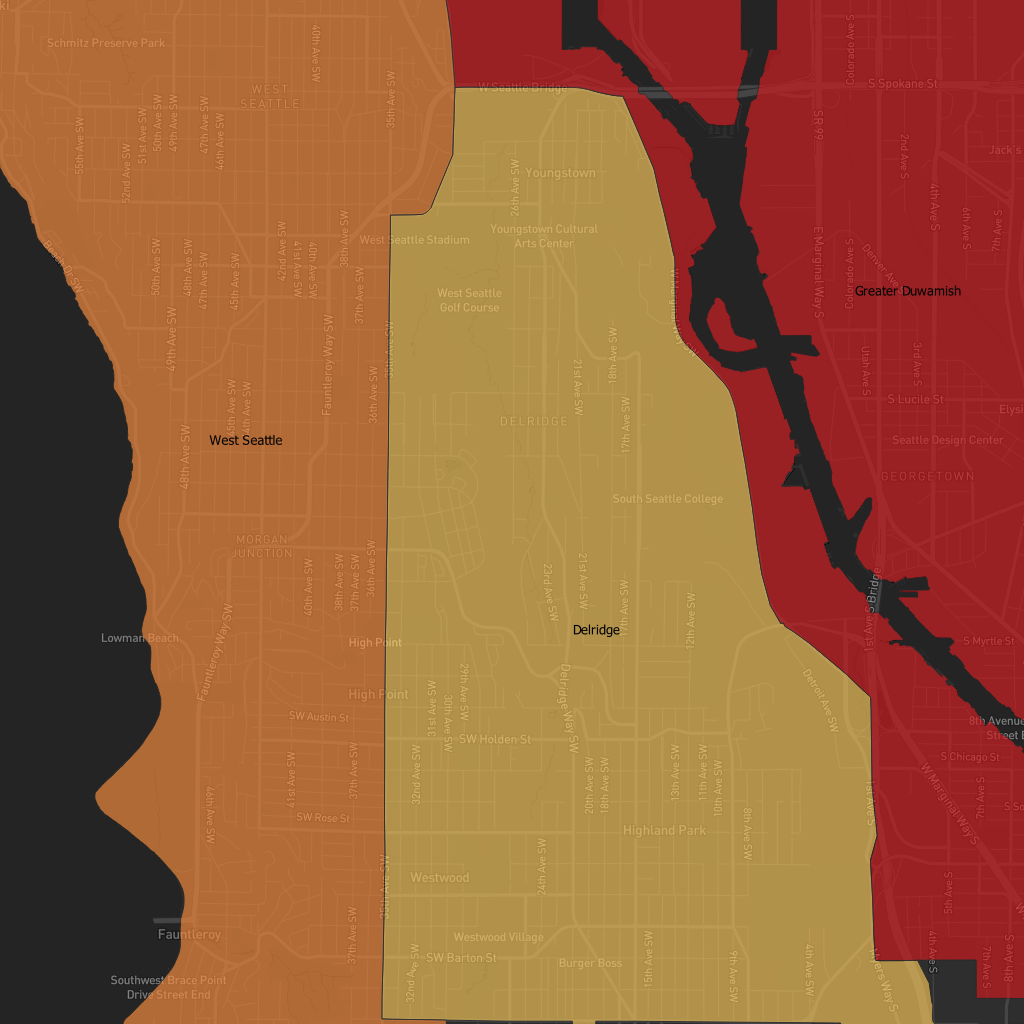 Schmitz Preserve Park
WEST
SEATTLE
40th Ave SW
35th Ave SW
55th Ave SW
52nd Ave SW
51st Ave SW
50th Ave SW
49th Ave SW
47th Ave SW
46th Ave SW
W Seattle Bridge
Colorado Ave S
S Spokane St
SR 99
2nd Ave S
Jack's
4th Ave S
6th Ave S
7th Ave S
Youngstown
26th Ave SW
Youngstown Cultural
Arts Center
West Seattle Stadium
West Seattle
Golf Course
Beach Dr SW
50th Ave SW
48th Ave SW
47th Ave SW
45th Ave SW
42nd Ave SW
41st Ave SW
40th Ave SW
38th Ave SW
37th Ave SW
49th Ave SW
Fauntleroy Way SW
35th Ave SW
36th Ave SW
W Marginal Way SW
E Marginal Way S
Colorado Ave S
Denver Ave S
Greater Duwamish
21st Ave SW
18th Ave SW
17th Ave SW
Utah Ave S
3rd Ave S
S Lucile St
Seattle Design Center
GEORGETOWN
West Seattle
48th Ave SW
DELRIDGE
South Seattle College
MORGAN
JUNCTION
40th Ave SW
38th Ave SW
37th Ave SW
36th Ave SW
23rd Ave SW
21st Ave SW
12th Ave SW
1st Ave S Bridge
S Myrtle St
Delridge
Lowman Beach
Fauntleroy Way SW
High Point
High Point
SW Austin St
31st Ave SW
30th Ave SW
29th Ave SW
Delridge Way SW
SW Holden St
Detroit Ave SW
8th Avenue
S Chicago St
41st Ave SW
37th Ave SW
32nd Ave SW
20th Ave SW
18th Ave SW
13th Ave SW
11th Ave SW
10th Ave SW
8th Ave SW
1st Ave S
W Marginal Way S
7th Ave S
46th Ave SW
SW Rose St
Highland Park
24th Ave SW
Westwood
35th Ave SW
5th Ave S
Fauntleroy
37th Ave SW
Westwood Village
SW Barton St
Burger Boss
32nd Ave SW
15th Ave SW
9th Ave SW
4th Ave SW
Myers Way S
4th Ave S
7th Ave S
8th Ave S
Southwest Brace Point
Drive Street End